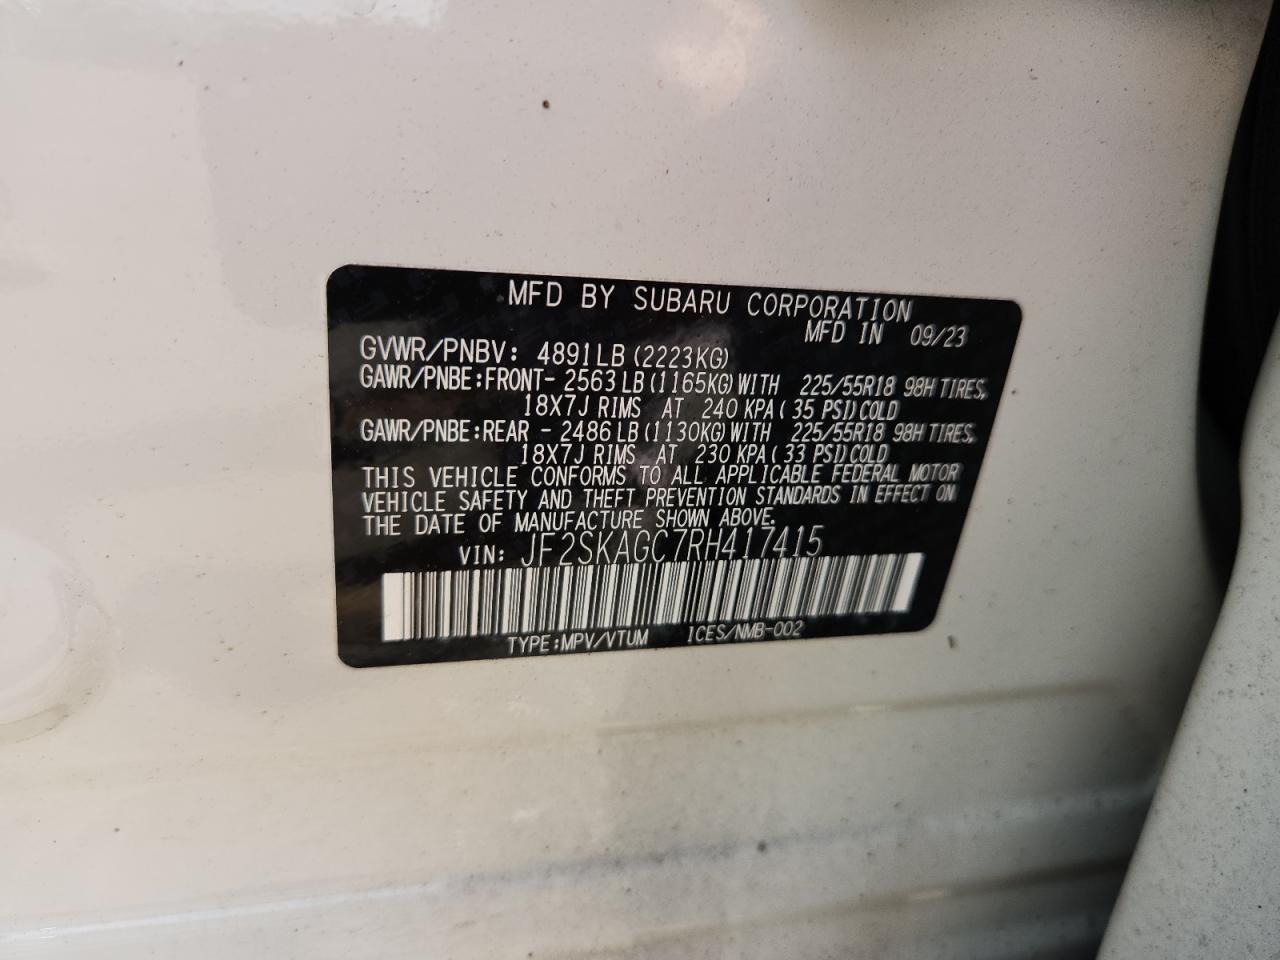 MFD BY SUBARU CORPORATION
MFD IN 09/23
GVWR/PNBV: 4891LB (2223KG)
GAWR/PNBE:FRONT- 2563LB (1165KG) WITH 225/55R18 98H TIRES,
18X7J RIMS AT 240 KPA ( 35 PSI) COLD
GAWR/PNBE:REAR - 2486LB (1130KG) WITH 225/55R18 98H TIRES,
18X7J RIMS AT 230 KPA ( 33 PSI) COLD
THIS VEHICLE CONFORMS TO ALL APPLICABLE FEDERAL MOTOR
VEHICLE SAFETY AND THEFT PREVENTION STANDARDS IN EFFECT ON
THE DATE OF MANUFACTURE SHOWN ABOVE.
VIN: JF2SKAGC7RH417415
TYPE:MPV/VTUM ICES/NMB-002